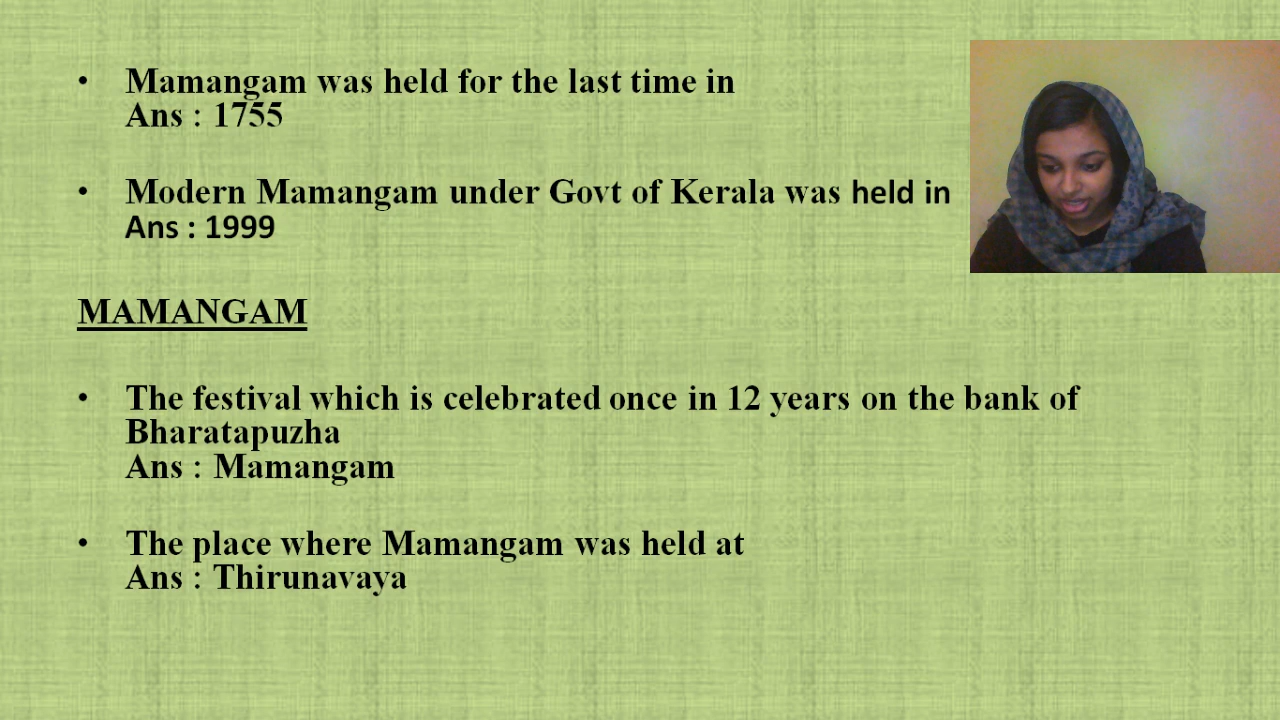 • Mamangam was held for the last time in
Ans : 1755
• Modern Mamangam under Govt of Kerala was held in
Ans : 1999
MAMANGAM
• The festival which is celebrated once in 12 years on the bank of
Bharatapuzha
Ans : Mamangam
• The place where Mamangam was held at
Ans : Thirunavaya